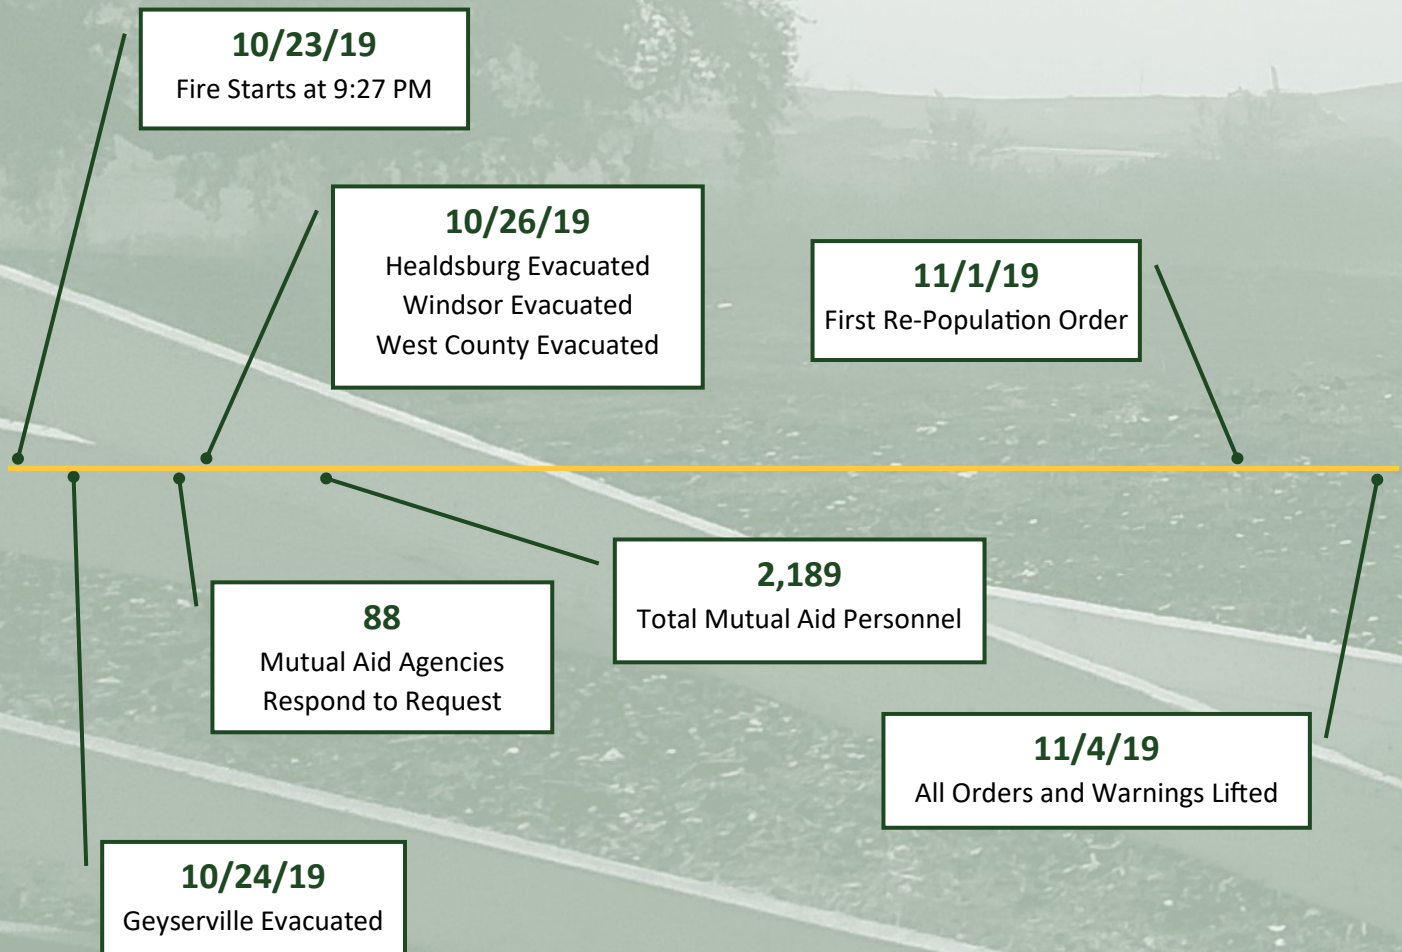 10/23/19
Fire Starts at 9:27 PM
10/26/19
Healdsburg Evacuated
Windsor Evacuated
West County Evacuated
11/1/19
First Re-Population Order
2,189
Total Mutual Aid Personnel
88
Mutual Aid Agencies
Respond to Request
11/4/19
All Orders and Warnings Lifted
10/24/19
Geyserville Evacuated